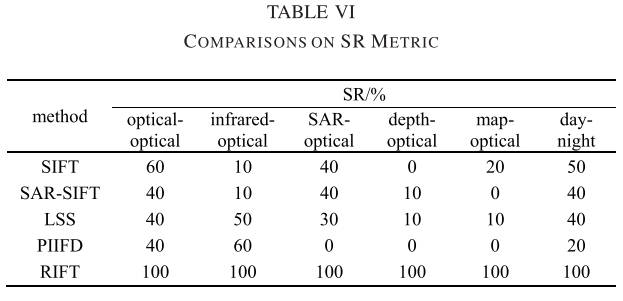 TABLE VI
COMPARISONS ON SR METRIC
method SR/%
optical-optical infrared-optical SAR-optical depth-optical map-optical day-night
SIFT 60 10 40 0 20 50
SAR-SIFT 40 10 40 10 0 40
LSS 40 50 30 10 10 40
PIIFD 40 60 0 0 0 20
RIFT 100 100 100 100 100 100